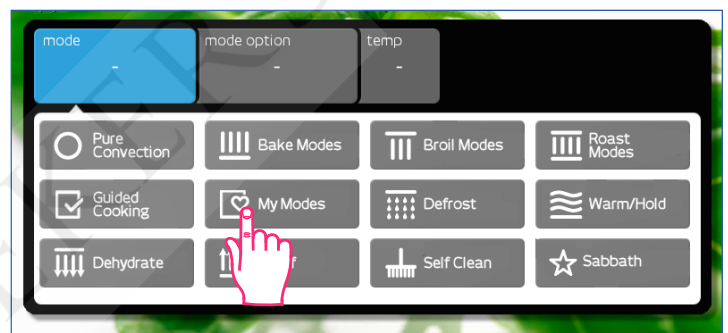 mode
mode option
temp
-
-
-
Pure
Convection
Bake Modes
Broil Modes
Roast
Modes
Guided
Cooking
My Modes
Defrost
Warm/Hold
Dehydrate
Self Clean
Sabbath